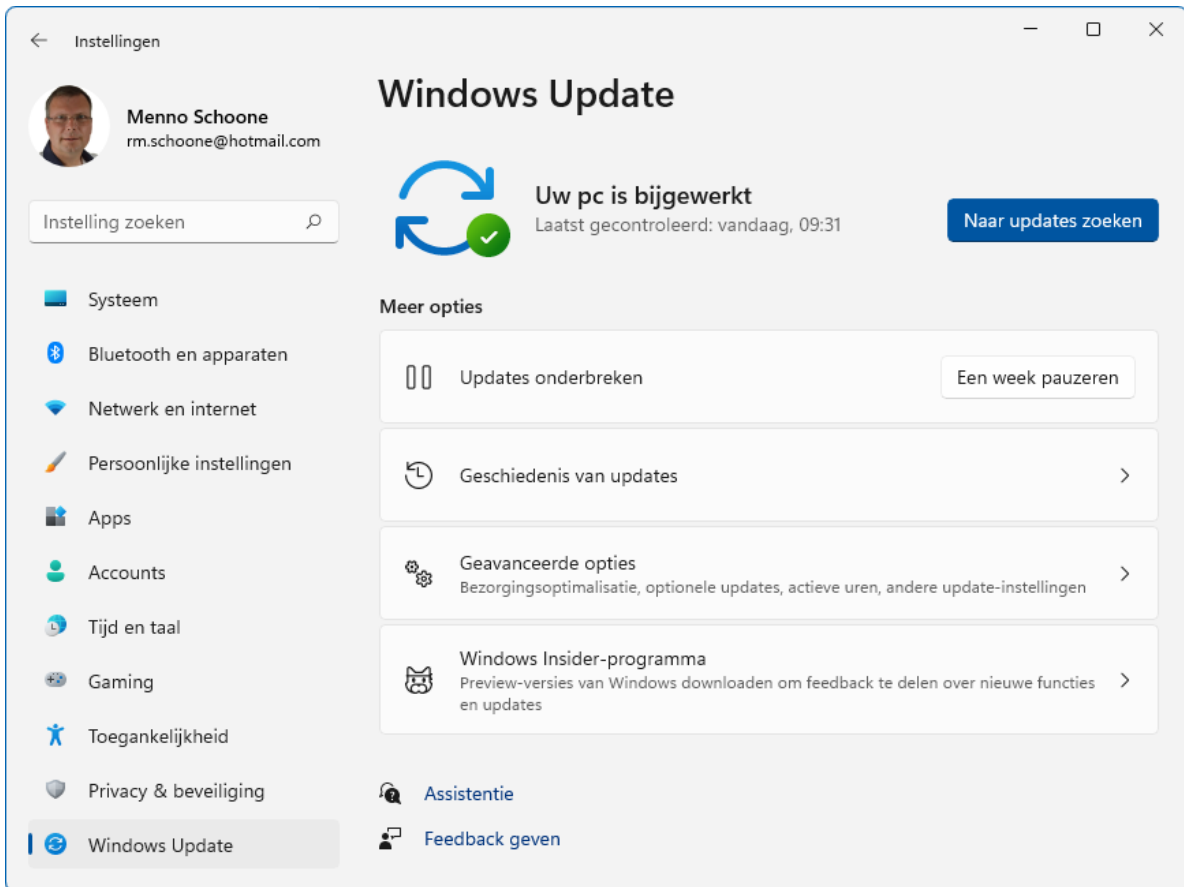 Instellingen
Menno Schoone
rm.schoone@hotmail.com
Instelling zoeken
Systeem
Bluetooth en apparaten
Netwerk en internet
Persoonlijke instellingen
Apps
Accounts
Tijd en taal
Gaming
Toegankelijkheid
Privacy & beveiliging
Windows Update
Windows Update
Uw pc is bijgewerkt
Laatst gecontroleerd: vandaag, 09:31
Naar updates zoeken
Meer opties
Updates onderbreken
Een week pauzeren
Geschiedenis van updates
Geavanceerde opties
Bezorgingsoptimalisatie, optionele updates, actieve uren, andere update-instellingen
Windows Insider-programma
Preview-versies van Windows downloaden om feedback te delen over nieuwe functies
en updates
Assistentie
Feedback geven